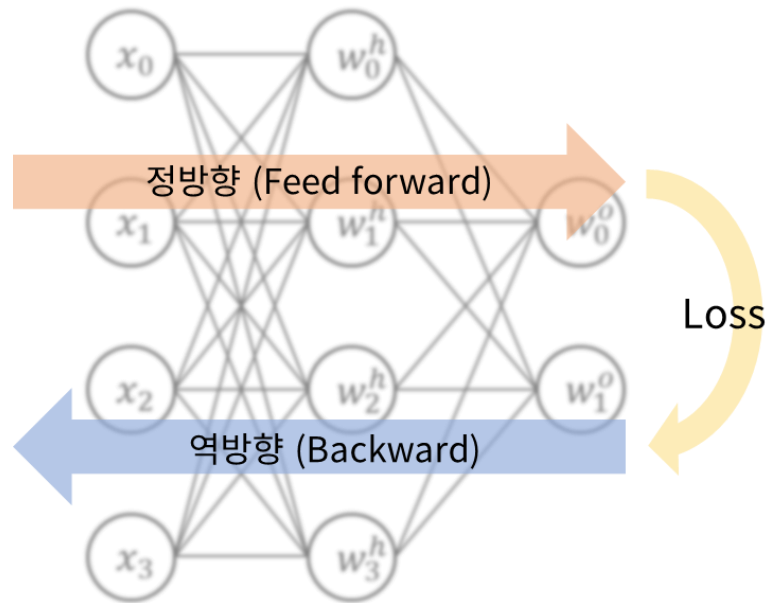 x₀ w₀ʰ
정방향 (Feed forward)
x₁ w₁ʰ w₀ᵒ
Loss
x₂ w₂ʰ w₁ᵒ
역방향 (Backward)
x₃ w₃ʰ